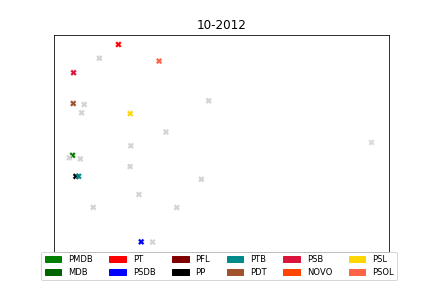 10-2012
PMDB PT PFL PTB PSB PSL
MDB PSDB PP PDT NOVO PSOL